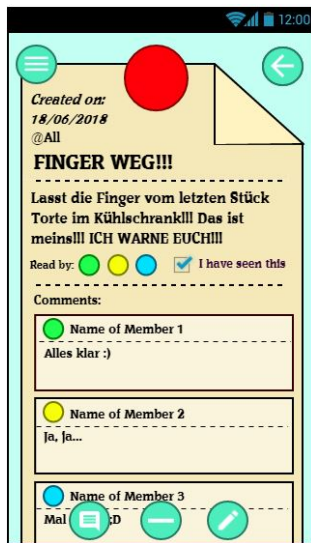 12:00
Created on:
18/06/2018
@All
FINGER WEG!!!
Lasst die Finger vom letzten Stück
Torte im Kühlschrank!!! Das ist
meins!!! ICH WARNE EUCH!!!
Read by:
I have seen this
Comments:
Name of Member 1
Alles klar :)
Name of Member 2
Ja, Ja...
Name of Member 3
Mal
;D